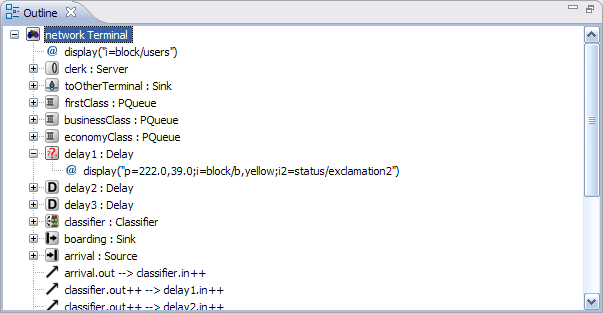 Outline
network Terminal
@ display("i=block/users")
clerk : Server
toOtherTerminal : Sink
firstClass : PQueue
businessClass : PQueue
economyClass : PQueue
?? delay1 : Delay
@ display("p=222.0,39.0;i=block/b,yellow;i2=status/exclamation2")
D delay2 : Delay
D delay3 : Delay
classifier : Classifier
boarding : Sink
arrival : Source
arrival.out --> classifier.in++
classifier.out++ --> delay1.in++
classifier.out++ --> delay2.in++